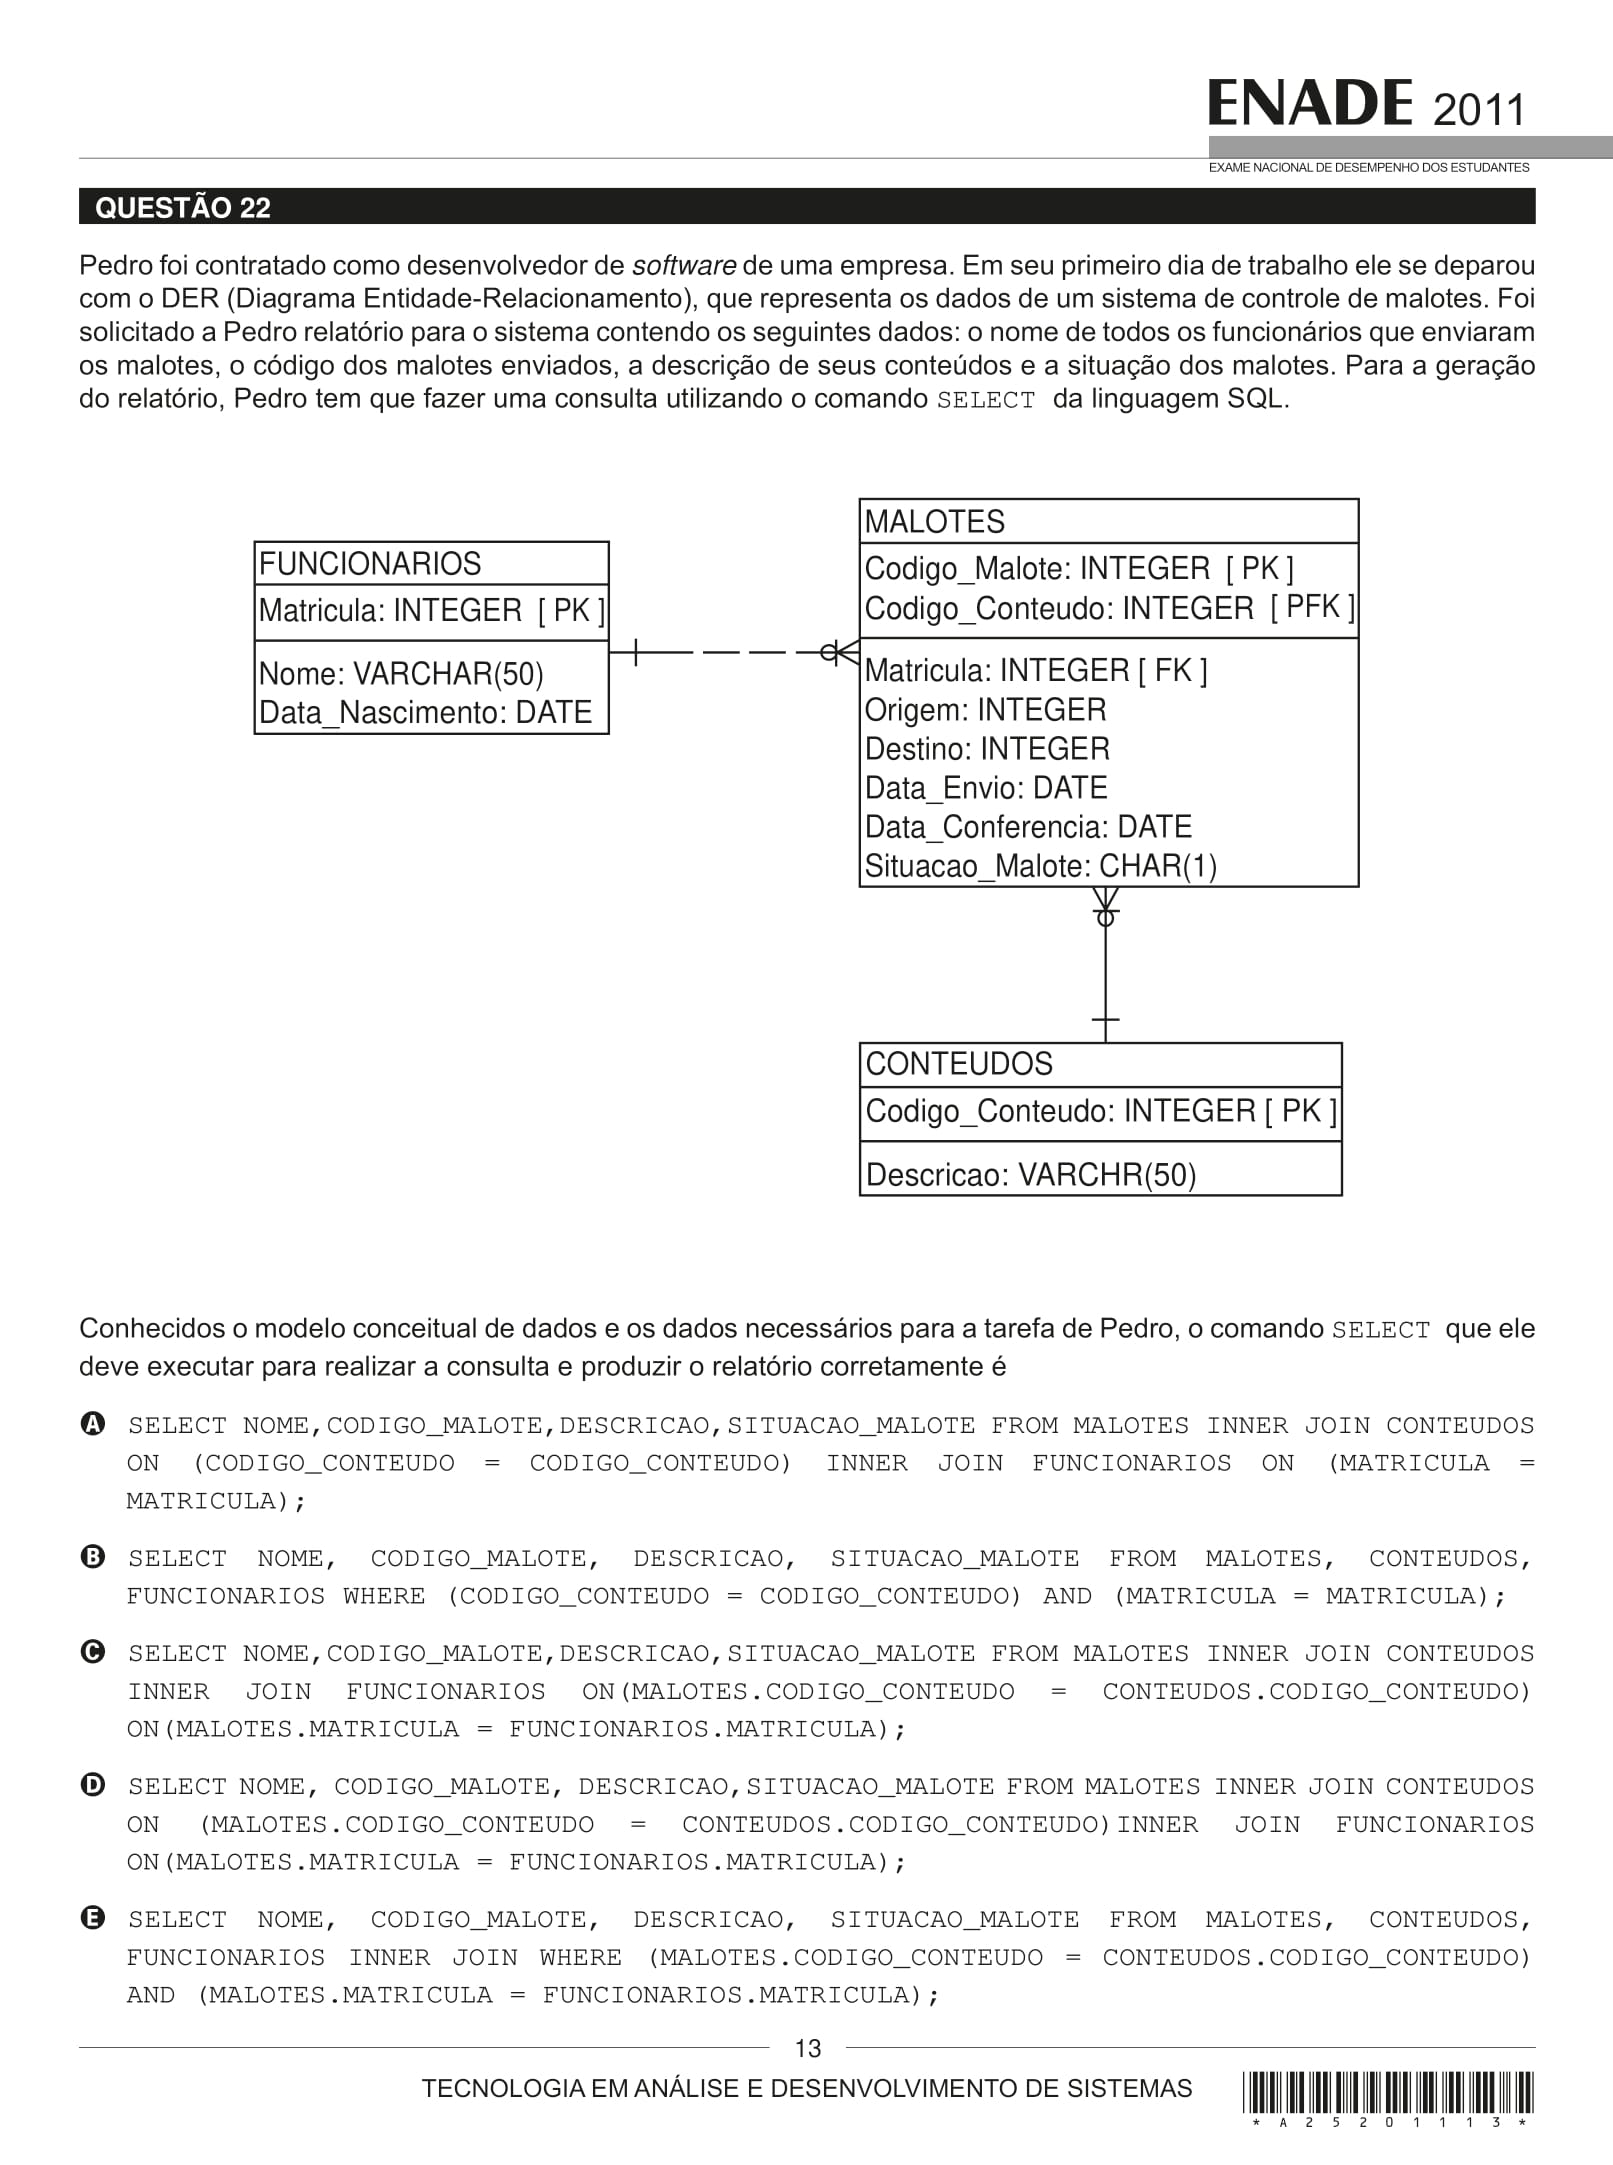 ENADE 2011
EXAME NACIONAL DE DESEMPENHO DOS ESTUDANTES
QUESTÃO 22
Pedro foi contratado como desenvolvedor de software de uma empresa. Em seu primeiro dia de trabalho ele se deparou
com o DER (Diagrama Entidade-Relacionamento), que representa os dados de um sistema de controle de malotes. Foi
solicitado a Pedro relatório para o sistema contendo os seguintes dados: o nome de todos os funcionários que enviaram
os malotes, o código dos malotes enviados, a descrição de seus conteúdos e a situação dos malotes. Para a geração
do relatório, Pedro tem que fazer uma consulta utilizando o comando SELECT da linguagem SQL.
FUNCIONARIOS
Matricula: INTEGER [ PK ]
Nome: VARCHAR(50)
Data_Nascimento: DATE
MALOTES
Codigo_Malote: INTEGER [ PK ]
Codigo_Conteudo: INTEGER [ PFK ]
Matricula: INTEGER [ FK ]
Origem: INTEGER
Destino: INTEGER
Data_Envio: DATE
Data_Conferencia: DATE
Situacao_Malote: CHAR(1)
CONTEUDOS
Codigo_Conteudo: INTEGER [ PK ]
Descricao: VARCHR(50)
Conhecidos o modelo conceitual de dados e os dados necessários para a tarefa de Pedro, o comando SELECT que ele
deve executar para realizar a consulta e produzir o relatório corretamente é
A SELECT NOME,CODIGO_MALOTE,DESCRICAO,SITUACAO_MALOTE FROM MALOTES INNER JOIN CONTEUDOS
ON (CODIGO_CONTEUDO = CODIGO_CONTEUDO) INNER JOIN FUNCIONARIOS ON (MATRICULA =
MATRICULA);
B SELECT NOME, CODIGO_MALOTE, DESCRICAO, SITUACAO_MALOTE FROM MALOTES, CONTEUDOS,
FUNCIONARIOS WHERE (CODIGO_CONTEUDO = CODIGO_CONTEUDO) AND (MATRICULA = MATRICULA);
C SELECT NOME,CODIGO_MALOTE,DESCRICAO,SITUACAO_MALOTE FROM MALOTES INNER JOIN CONTEUDOS
INNER JOIN FUNCIONARIOS ON(MALOTES.CODIGO_CONTEUDO = CONTEUDOS.CODIGO_CONTEUDO)
ON(MALOTES.MATRICULA = FUNCIONARIOS.MATRICULA);
D SELECT NOME, CODIGO_MALOTE, DESCRICAO,SITUACAO_MALOTE FROM MALOTES INNER JOIN CONTEUDOS
ON (MALOTES.CODIGO_CONTEUDO = CONTEUDOS.CODIGO_CONTEUDO)INNER JOIN FUNCIONARIOS
ON(MALOTES.MATRICULA = FUNCIONARIOS.MATRICULA);
E SELECT NOME, CODIGO_MALOTE, DESCRICAO, SITUACAO_MALOTE FROM MALOTES, CONTEUDOS,
FUNCIONARIOS INNER JOIN WHERE (MALOTES.CODIGO_CONTEUDO = CONTEUDOS.CODIGO_CONTEUDO)
AND (MALOTES.MATRICULA = FUNCIONARIOS.MATRICULA);
13
TECNOLOGIA EM ANÁLISE E DESENVOLVIMENTO DE SISTEMAS
* A 2 5 2 0 1 1 1 3 *